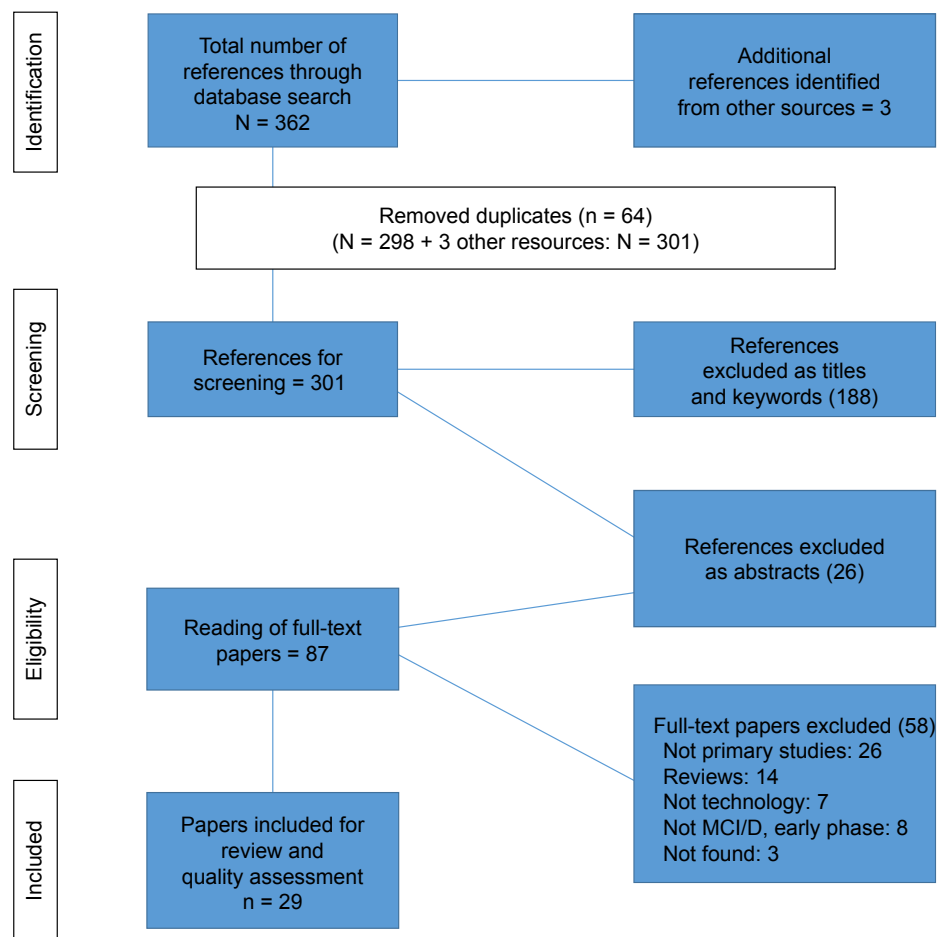 Identification
Total number of
references through
database search
N = 362
Additional
references identified
from other sources = 3
Removed duplicates (n = 64)
(N = 298 + 3 other resources: N = 301)
Screening
References for
screening = 301
References
excluded as titles
and keywords (188)
References excluded
as abstracts (26)
Eligibility
Reading of full-text
papers = 87
Full-text papers excluded (58)
Not primary studies: 26
Reviews: 14
Not technology: 7
Not MCI/D, early phase: 8
Not found: 3
Included
Papers included for
review and
quality assessment
n = 29